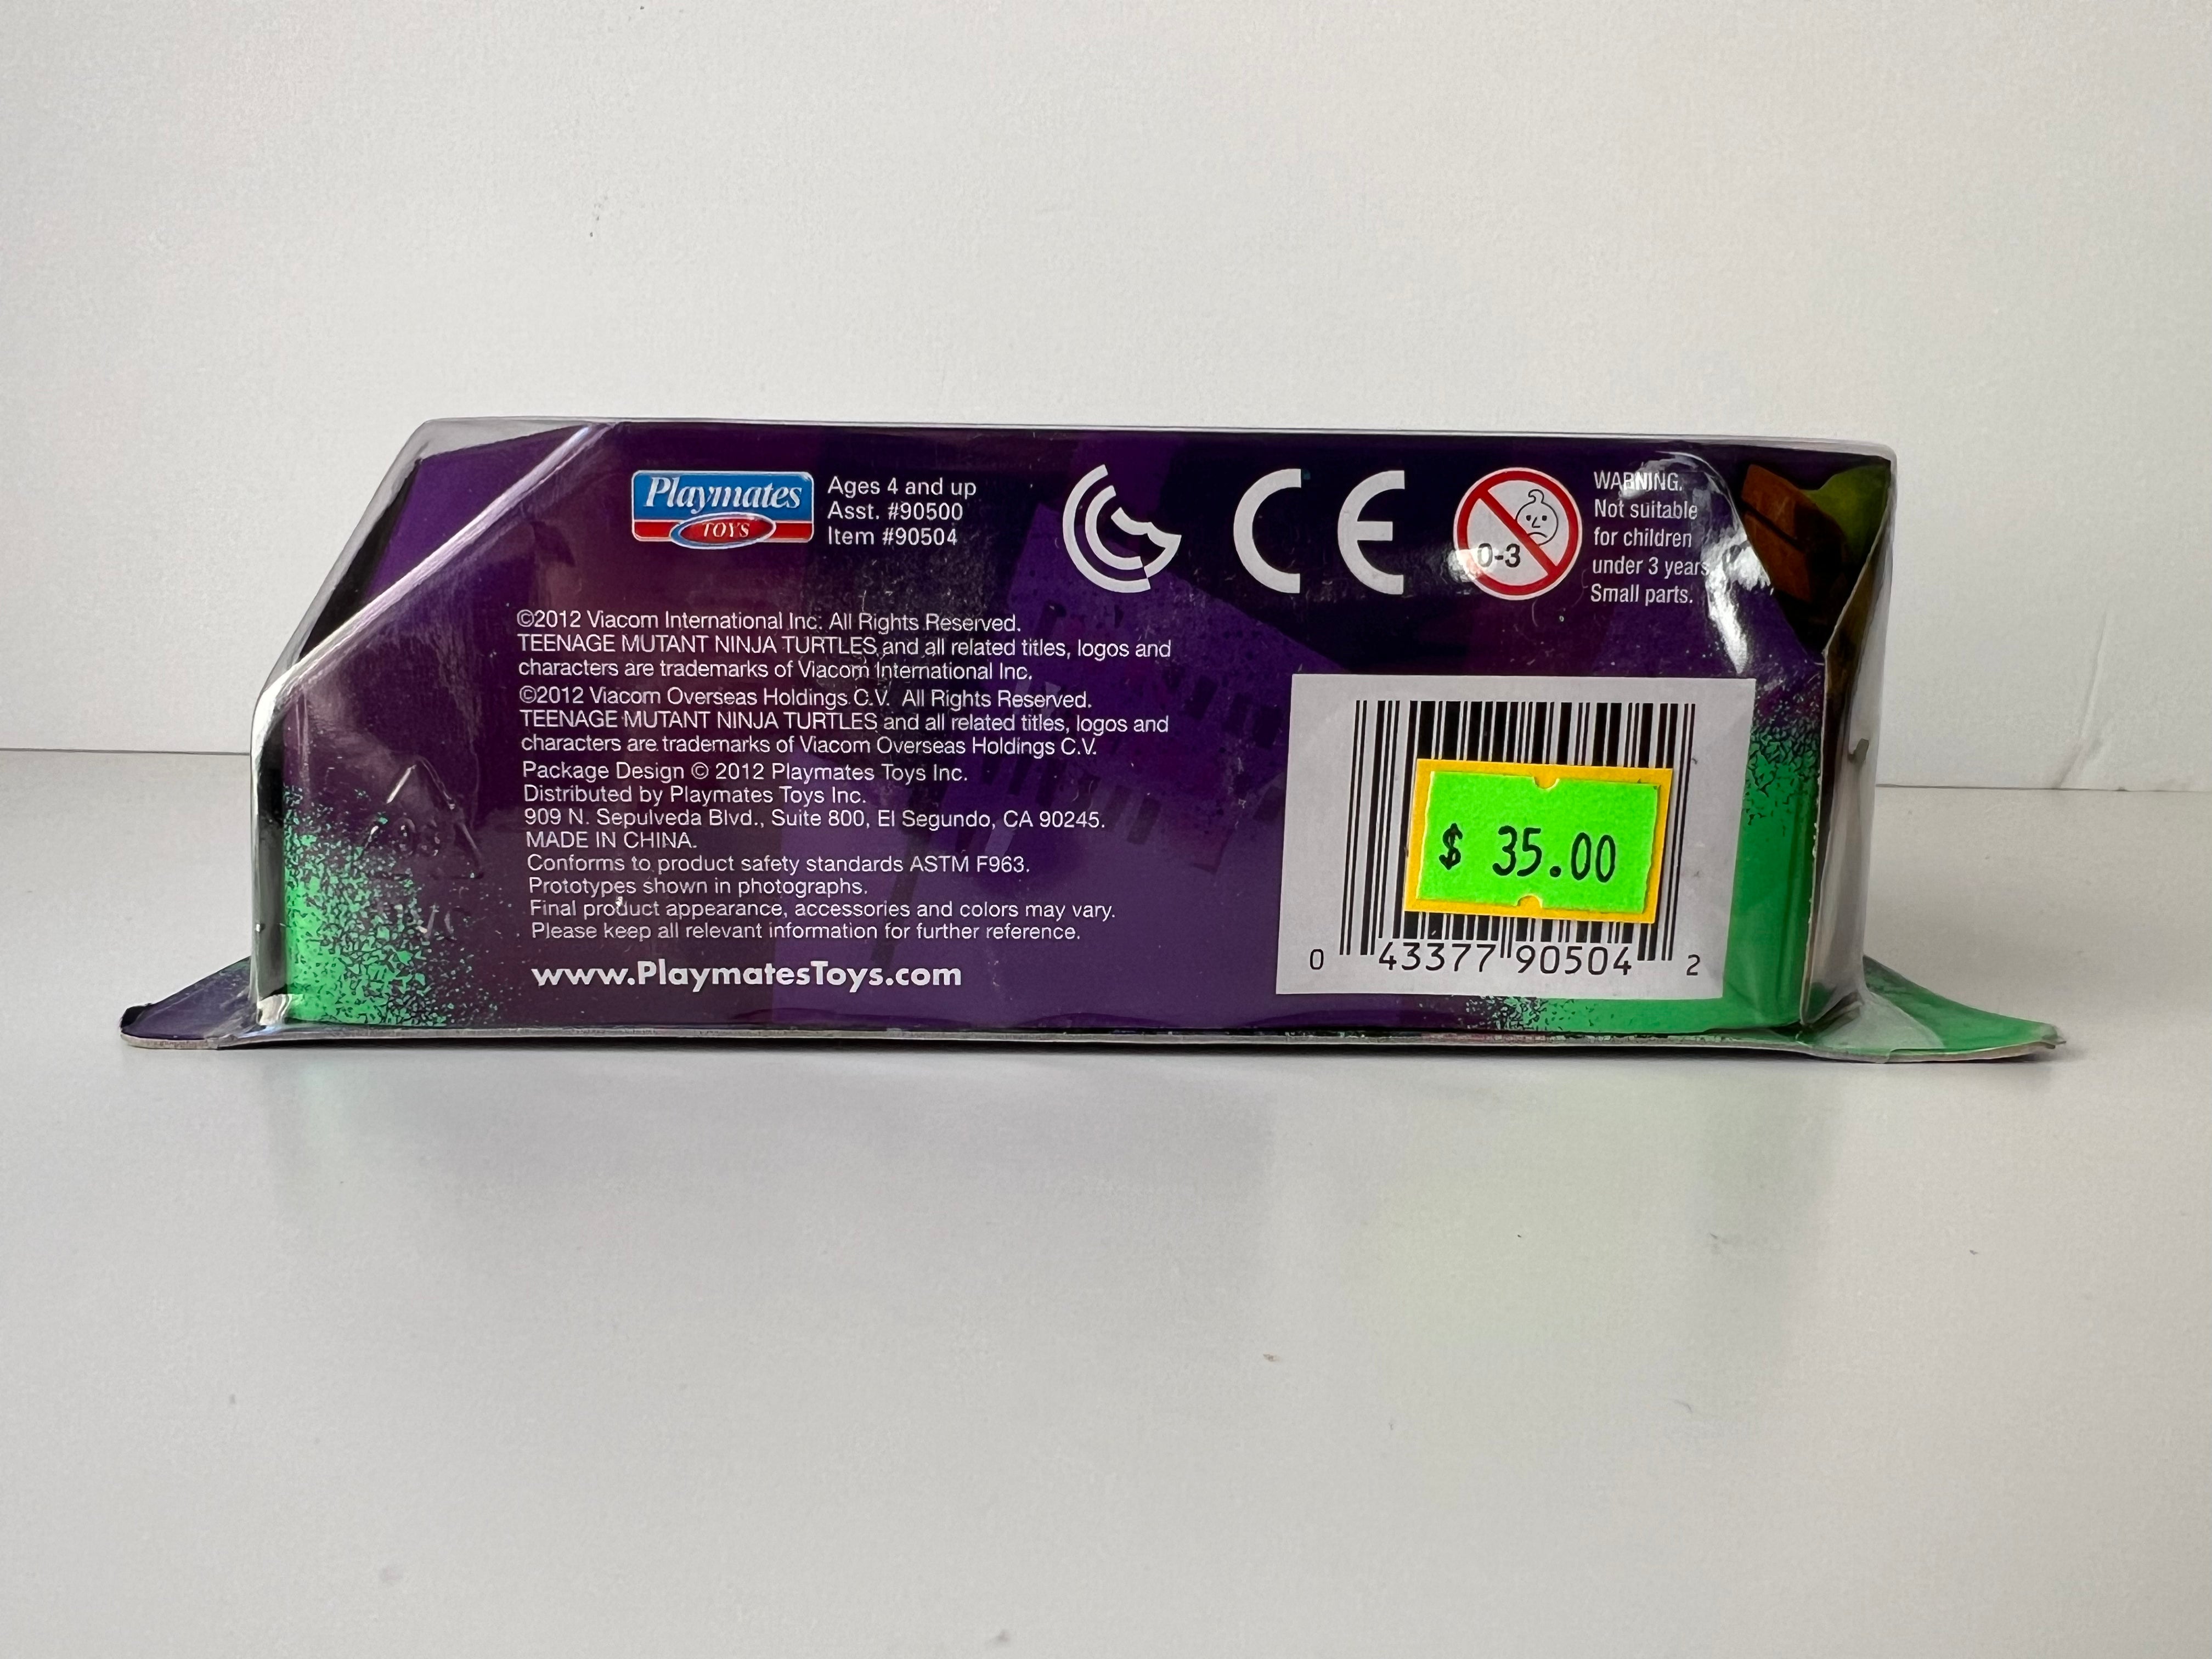 Playmates
TOYS
Ages 4 and up
Asst. #90500
Item #90504
CE
0-3
WARNING.
Not suitable
for children
under 3 years
Small parts.
©2012 Viacom International Inc. All Rights Reserved.
TEENAGE MUTANT NINJA TURTLES and all related titles, logos and
characters are trademarks of Viacom International Inc.
©2012 Viacom Overseas Holdings C.V. All Rights Reserved.
TEENAGE MUTANT NINJA TURTLES and all related titles, logos and
characters are trademarks of Viacom Overseas Holdings C.V.
Package Design © 2012 Playmates Toys Inc.
Distributed by Playmates Toys Inc.
909 N. Sepulveda Blvd., Suite 800, El Segundo, CA 90245.
MADE IN CHINA.
Conforms to product safety standards ASTM F963.
Prototypes shown in photographs.
Final product appearance, accessories and colors may vary.
Please keep all relevant information for further reference.
www.PlaymatesToys.com
$ 35.00
0 43377 90504 2